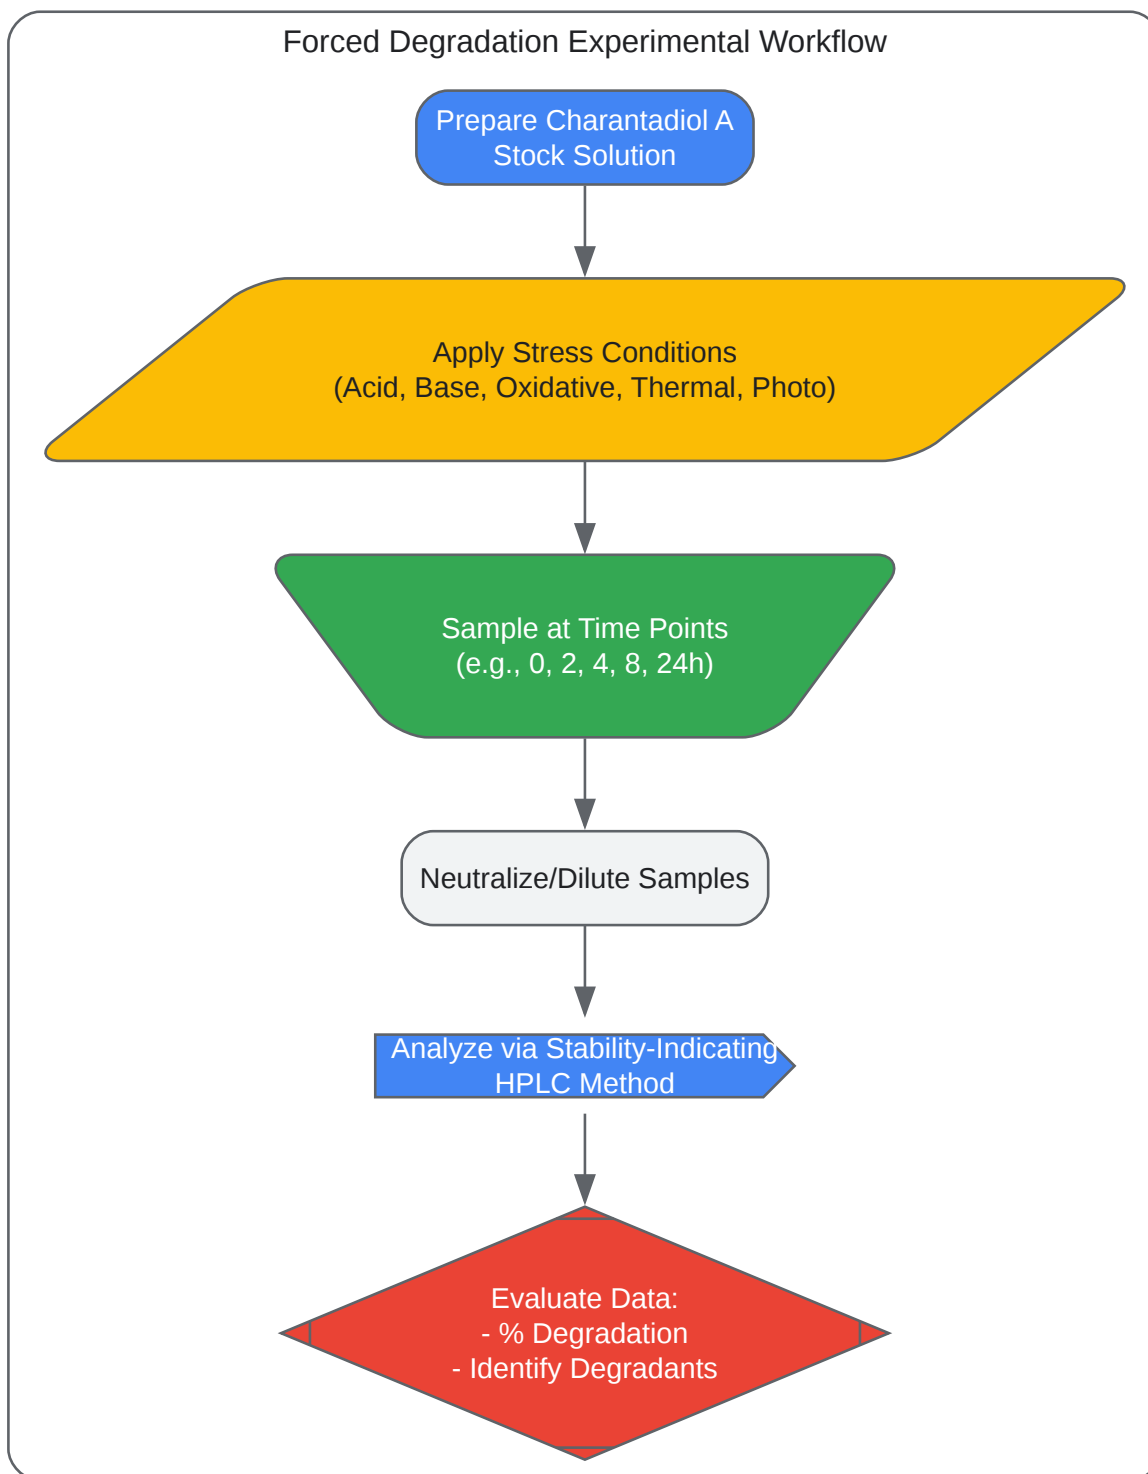 Forced Degradation Experimental Workflow
Prepare Charantadiol A
Stock Solution
Apply Stress Conditions
(Acid, Base, Oxidative, Thermal, Photo)
Sample at Time Points
(e.g., 0, 2, 4, 8, 24h)
Neutralize/Dilute Samples
Analyze via Stability-Indicating
HPLC Method
Evaluate Data:
- % Degradation
- Identify Degradants